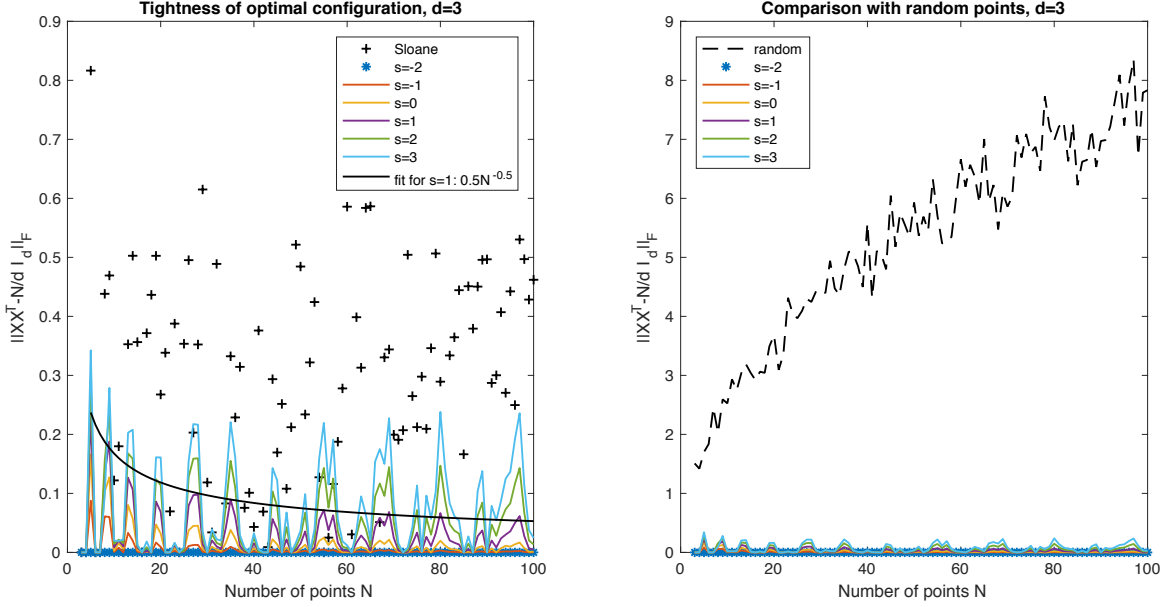 Tightness of optimal configuration, d=3
0.9
0.8
0.7
0.6
0.5
0.4
0.3
0.2
0.1
0
||XX^T-N/d I_d||_F
Sloane
s=-2
s=-1
s=0
s=1
s=2
s=3
fit for s=1: 0.5N^-0.5
0 20 40 60 80 100
Number of points N
Comparison with random points, d=3
9
8
7
6
5
4
3
2
1
0
||XX^T-N/d I_d||_F
random
s=-2
s=-1
s=0
s=1
s=2
s=3
0 20 40 60 80 100
Number of points N